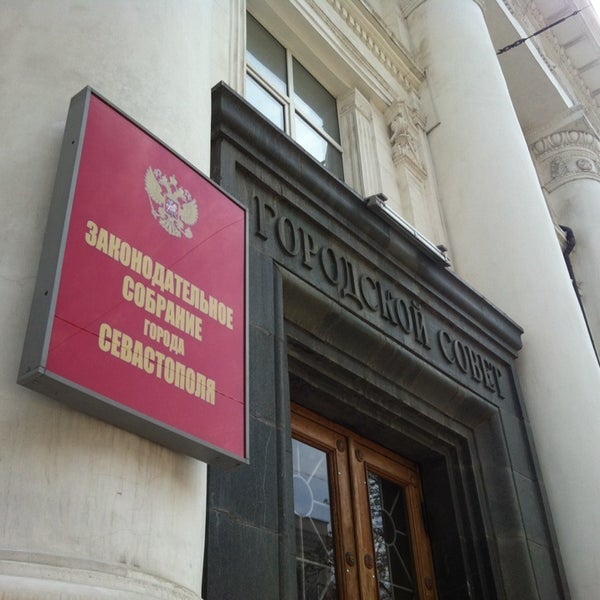 ЗАКОНОДАТЕЛЬНОЕ
СОБРАНИЕ
ГОРОДА
СЕВАСТОПОЛЯ
ГОРОДСКОЙ СОВЕТ